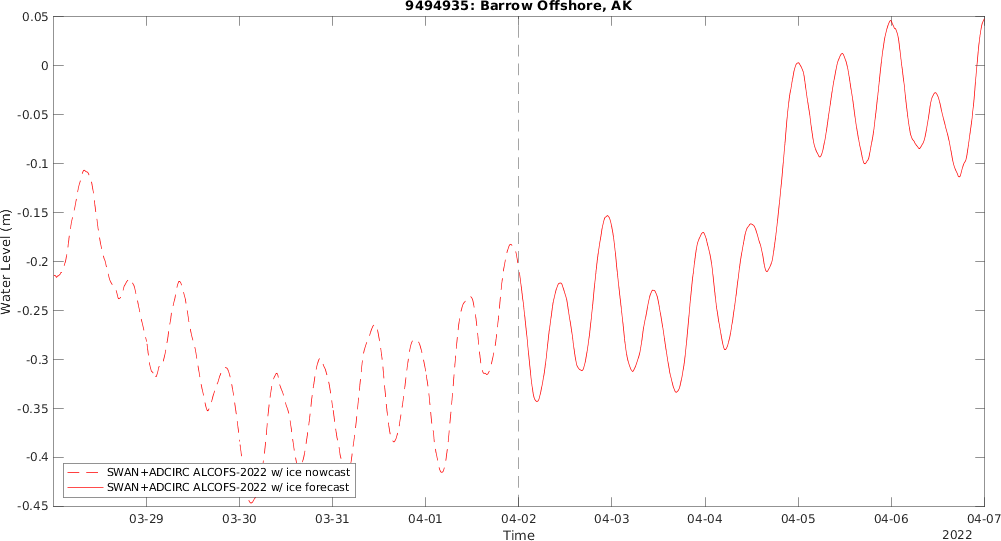 9494935: Barrow Offshore, AK
0.05
0
-0.05
-0.1
-0.15
-0.2
-0.25
-0.3
-0.35
-0.4
-0.45
Water Level (m)
SWAN+ADCIRC ALCOFS-2022 w/ ice nowcast
SWAN+ADCIRC ALCOFS-2022 w/ ice forecast
03-29 03-30 03-31 04-01 04-02 04-03 04-04 04-05 04-06 04-07
Time
2022